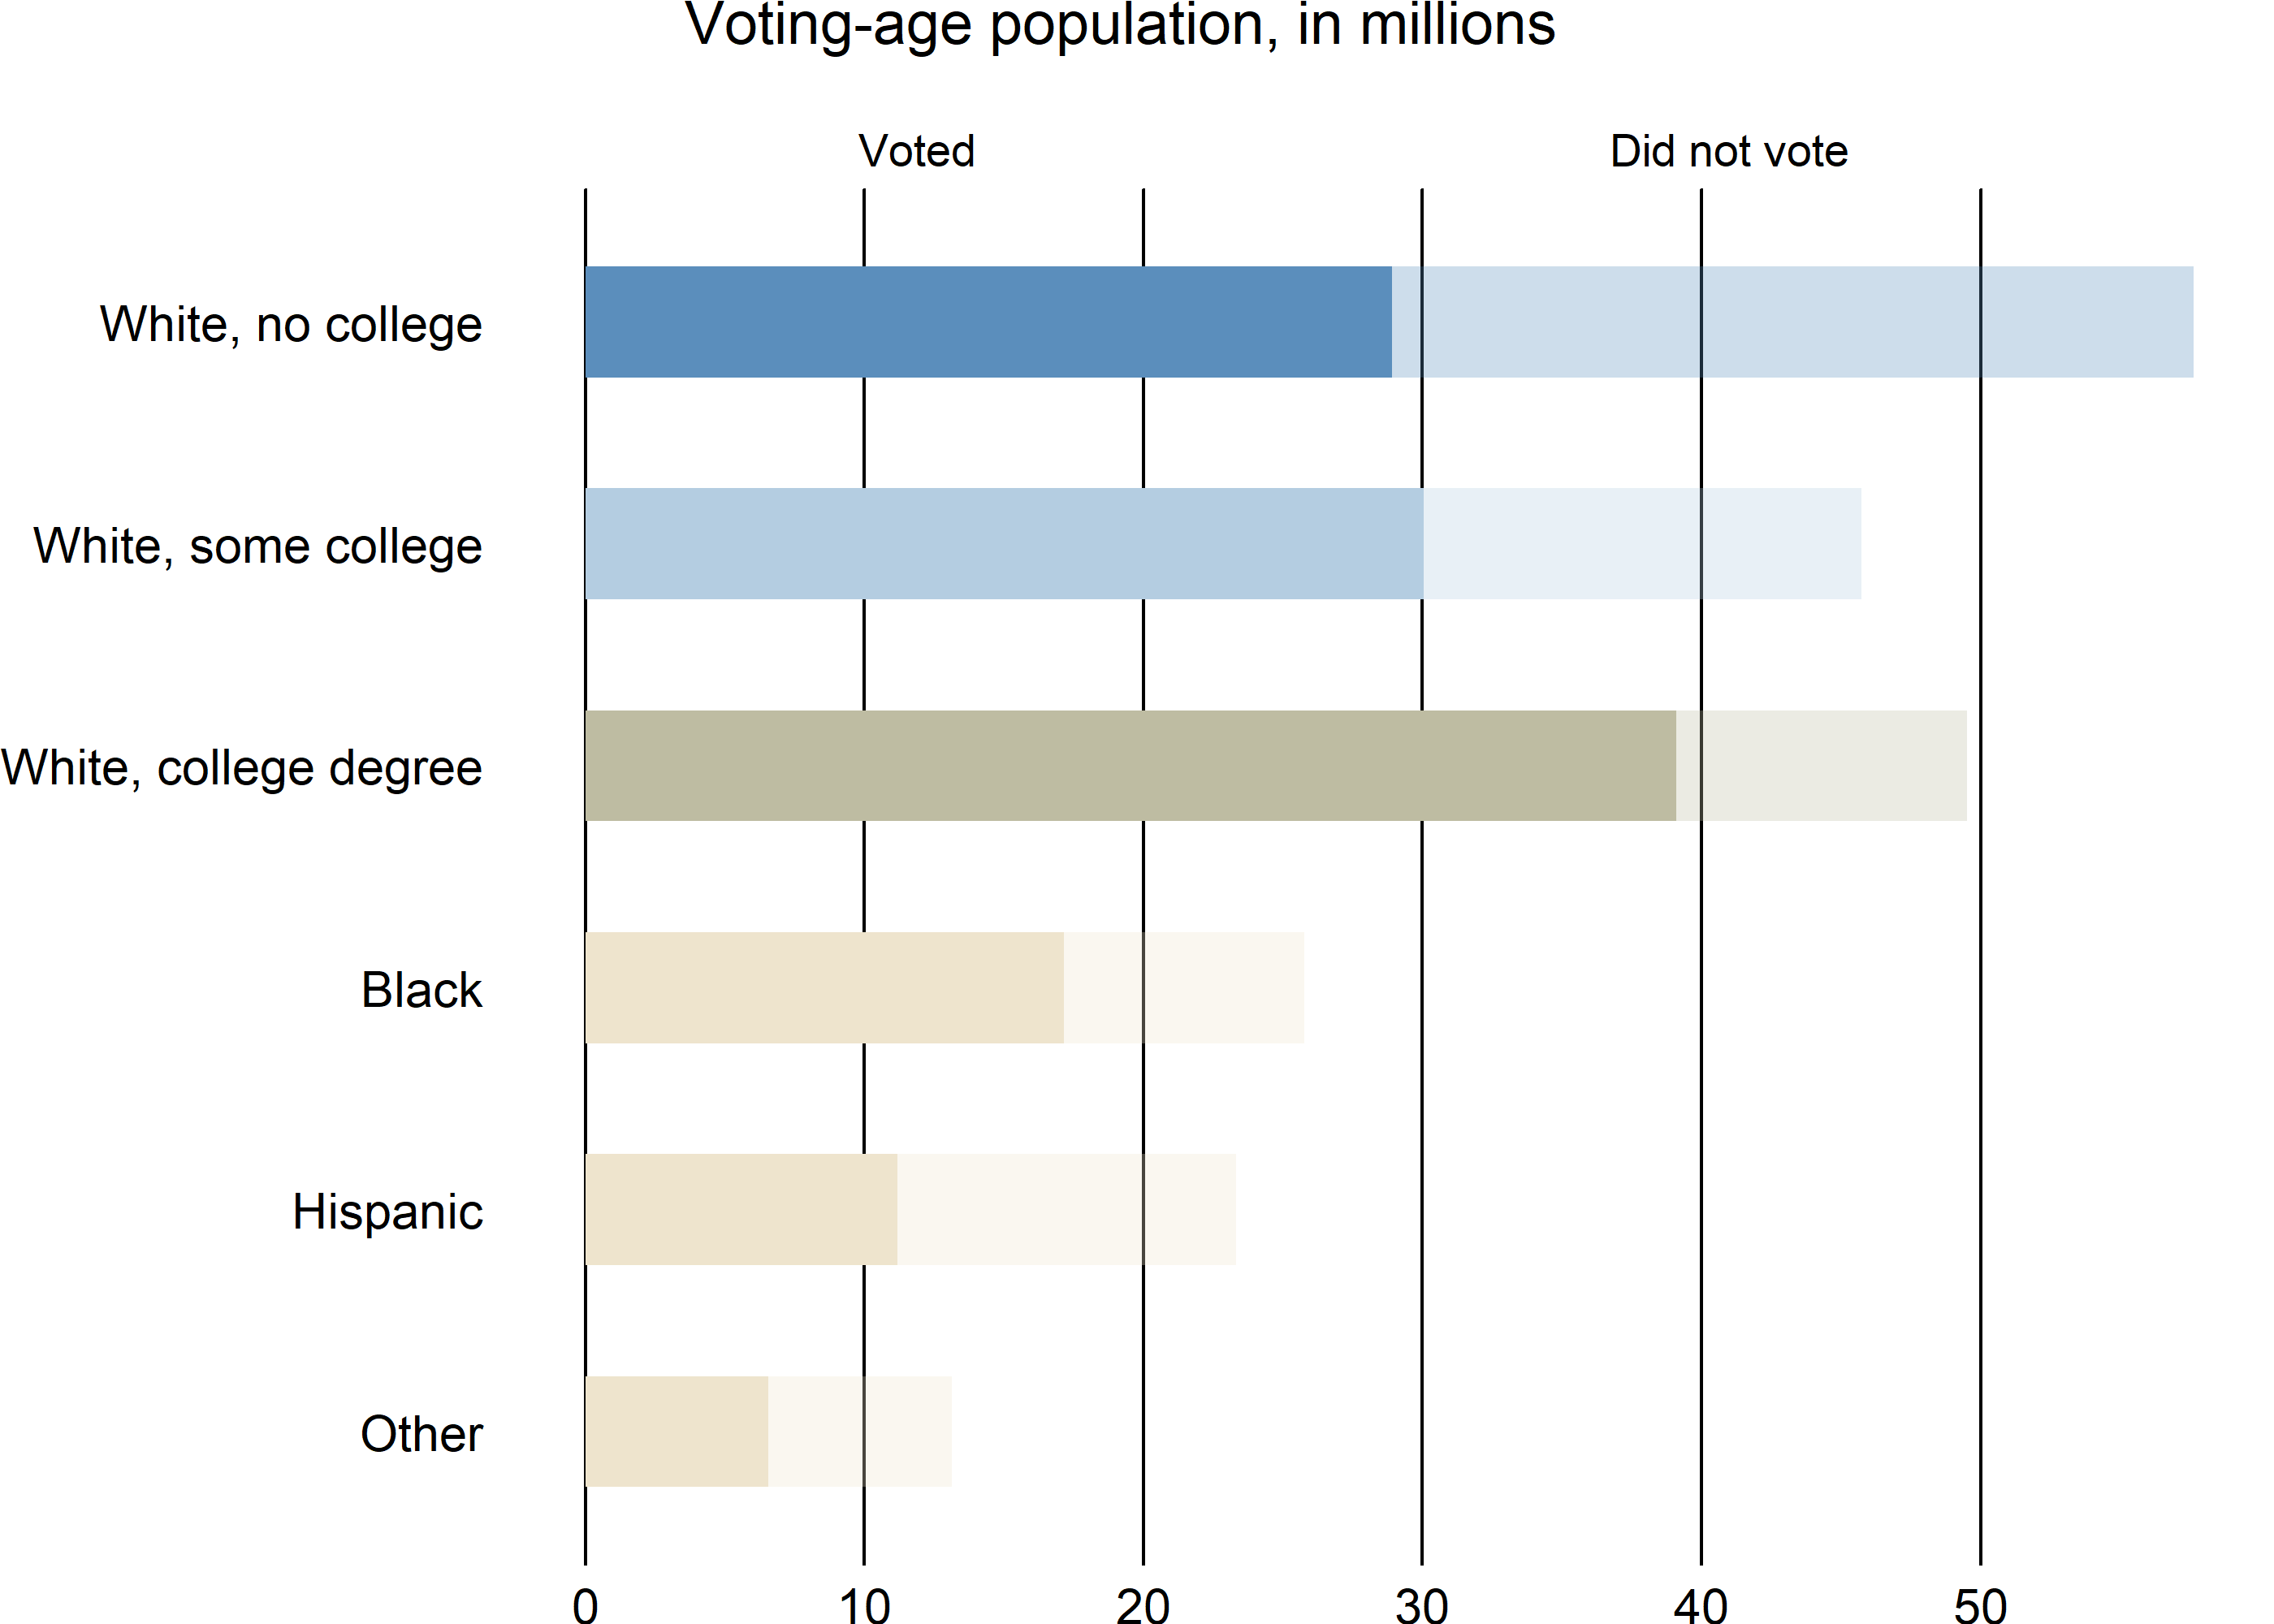 Voting-age population, in millions
Voted
Did not vote
White, no college
White, some college
White, college degree
Black
Hispanic
Other
0 10 20 30 40 50